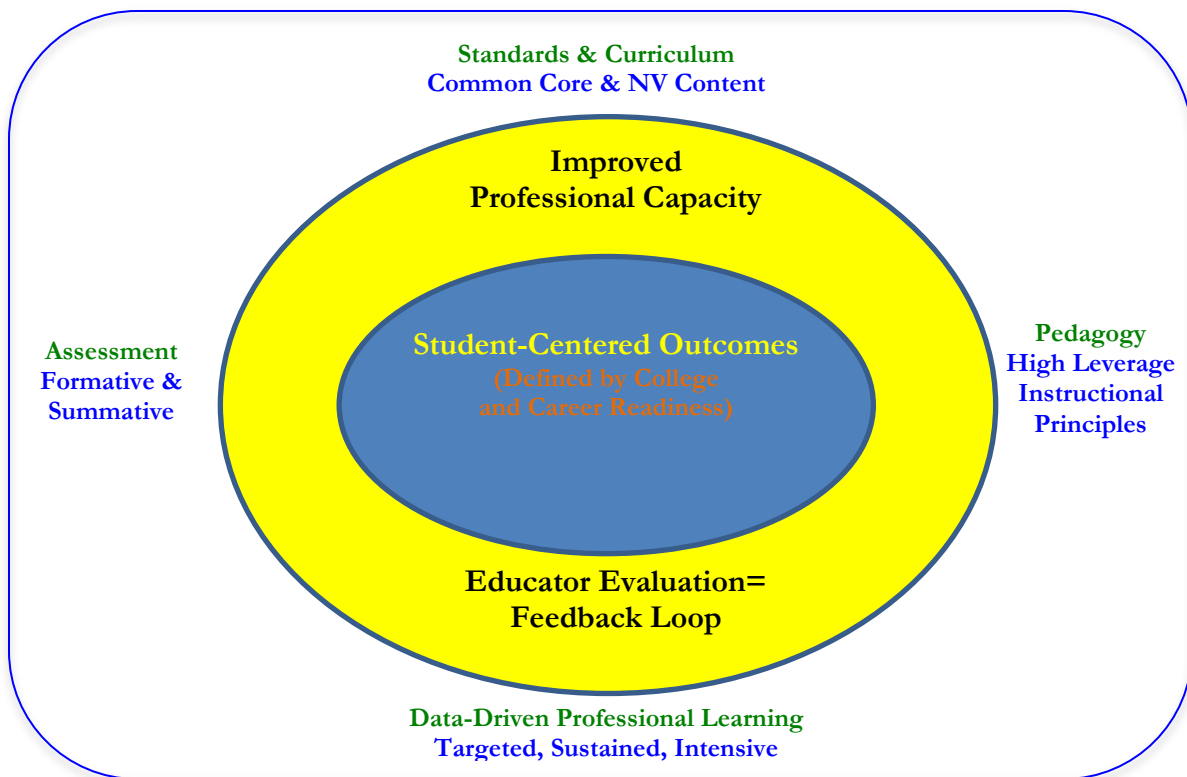 Standards & Curriculum
Common Core & NV Content
Improved
Professional Capacity
Student-Centered Outcomes
(Defined by College
and Career Readiness)
Assessment
Formative &
Summative
Pedagogy
High Leverage
Instructional
Principles
Educator Evaluation=
Feedback Loop
Data-Driven Professional Learning
Targeted, Sustained, Intensive